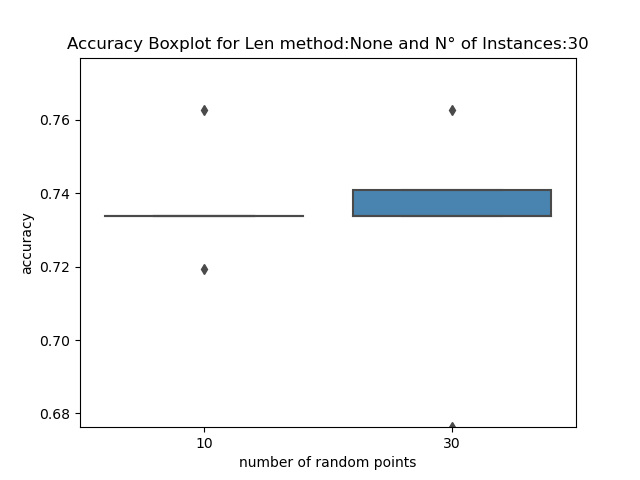 Accuracy Boxplot for Len method:None and N° of Instances:30
0.76
0.74
0.72
0.70
0.68
accuracy
10 30
number of random points